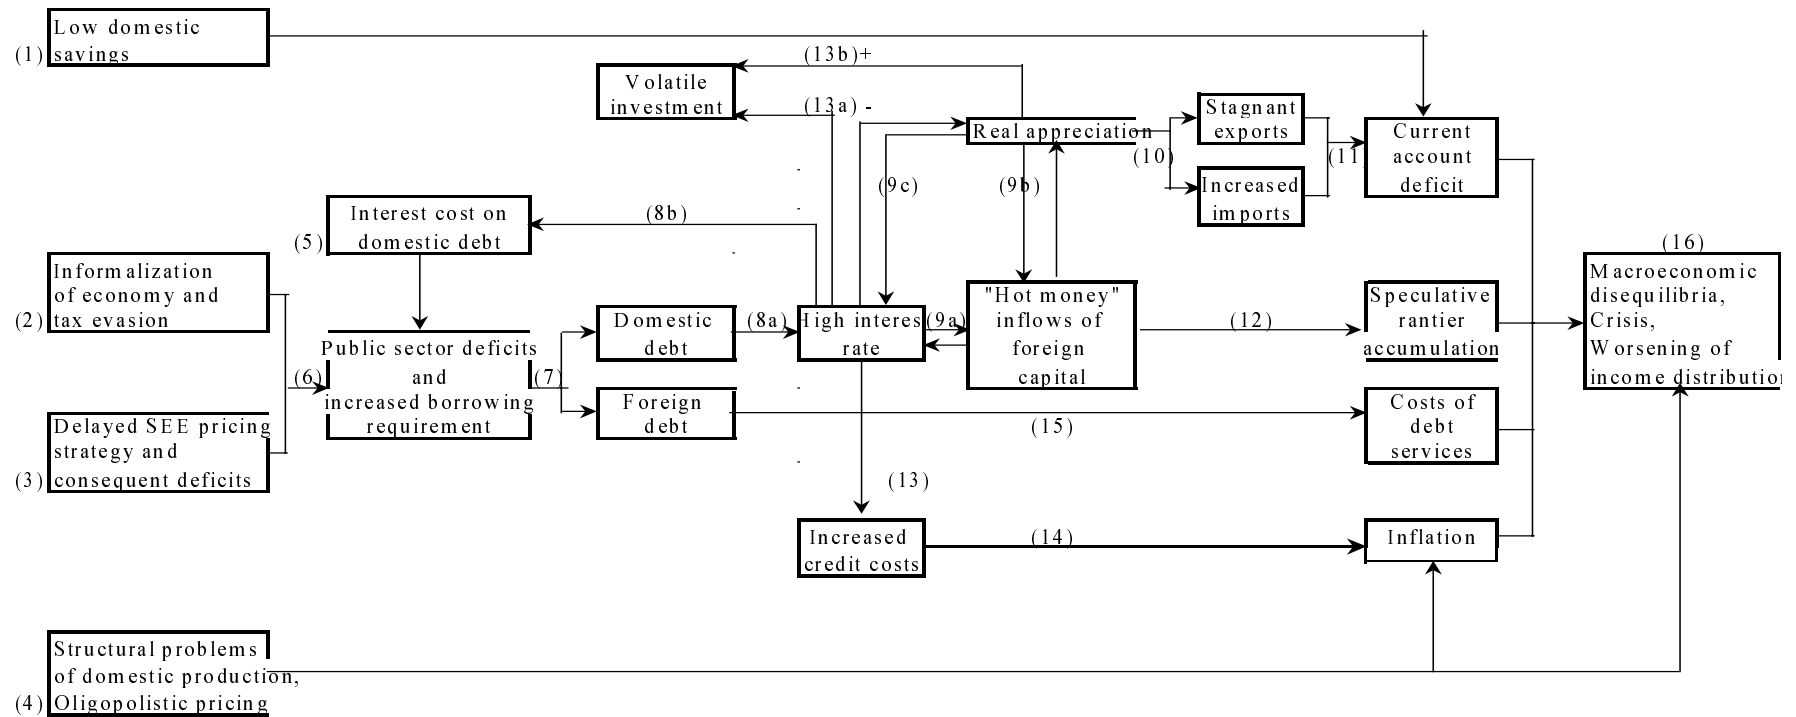 Low domestic
(1) savings
(13b)+
Volatile
investment
(13a) -
Real appreciation
(10)
Stagnant
exports
Increased
imports
(11
Current
account
deficit
(9c)
(9b)
(8b)
Interest cost on
(5) domestic debt
Informalization
of economy and
(2) tax evasion
Delayed SEE pricing
strategy and
(3) consequent deficits
(6)
Public sector deficits
and
increased borrowing
requirement
(7)
Domestic
debt
Foreign
debt
(8a)
High interes
rate
(9a)
"Hot money"
inflows of
foreign
capital
(12)
Speculative
rantier
accumulation
(16)
Macroeconomic
disequilibria,
Crisis,
Worsening of
income distribution
(15)
Costs of
debt
services
(13)
Increased
credit costs
(14)
Inflation
Structural problems
of domestic production,
(4) Oligopolistic pricing